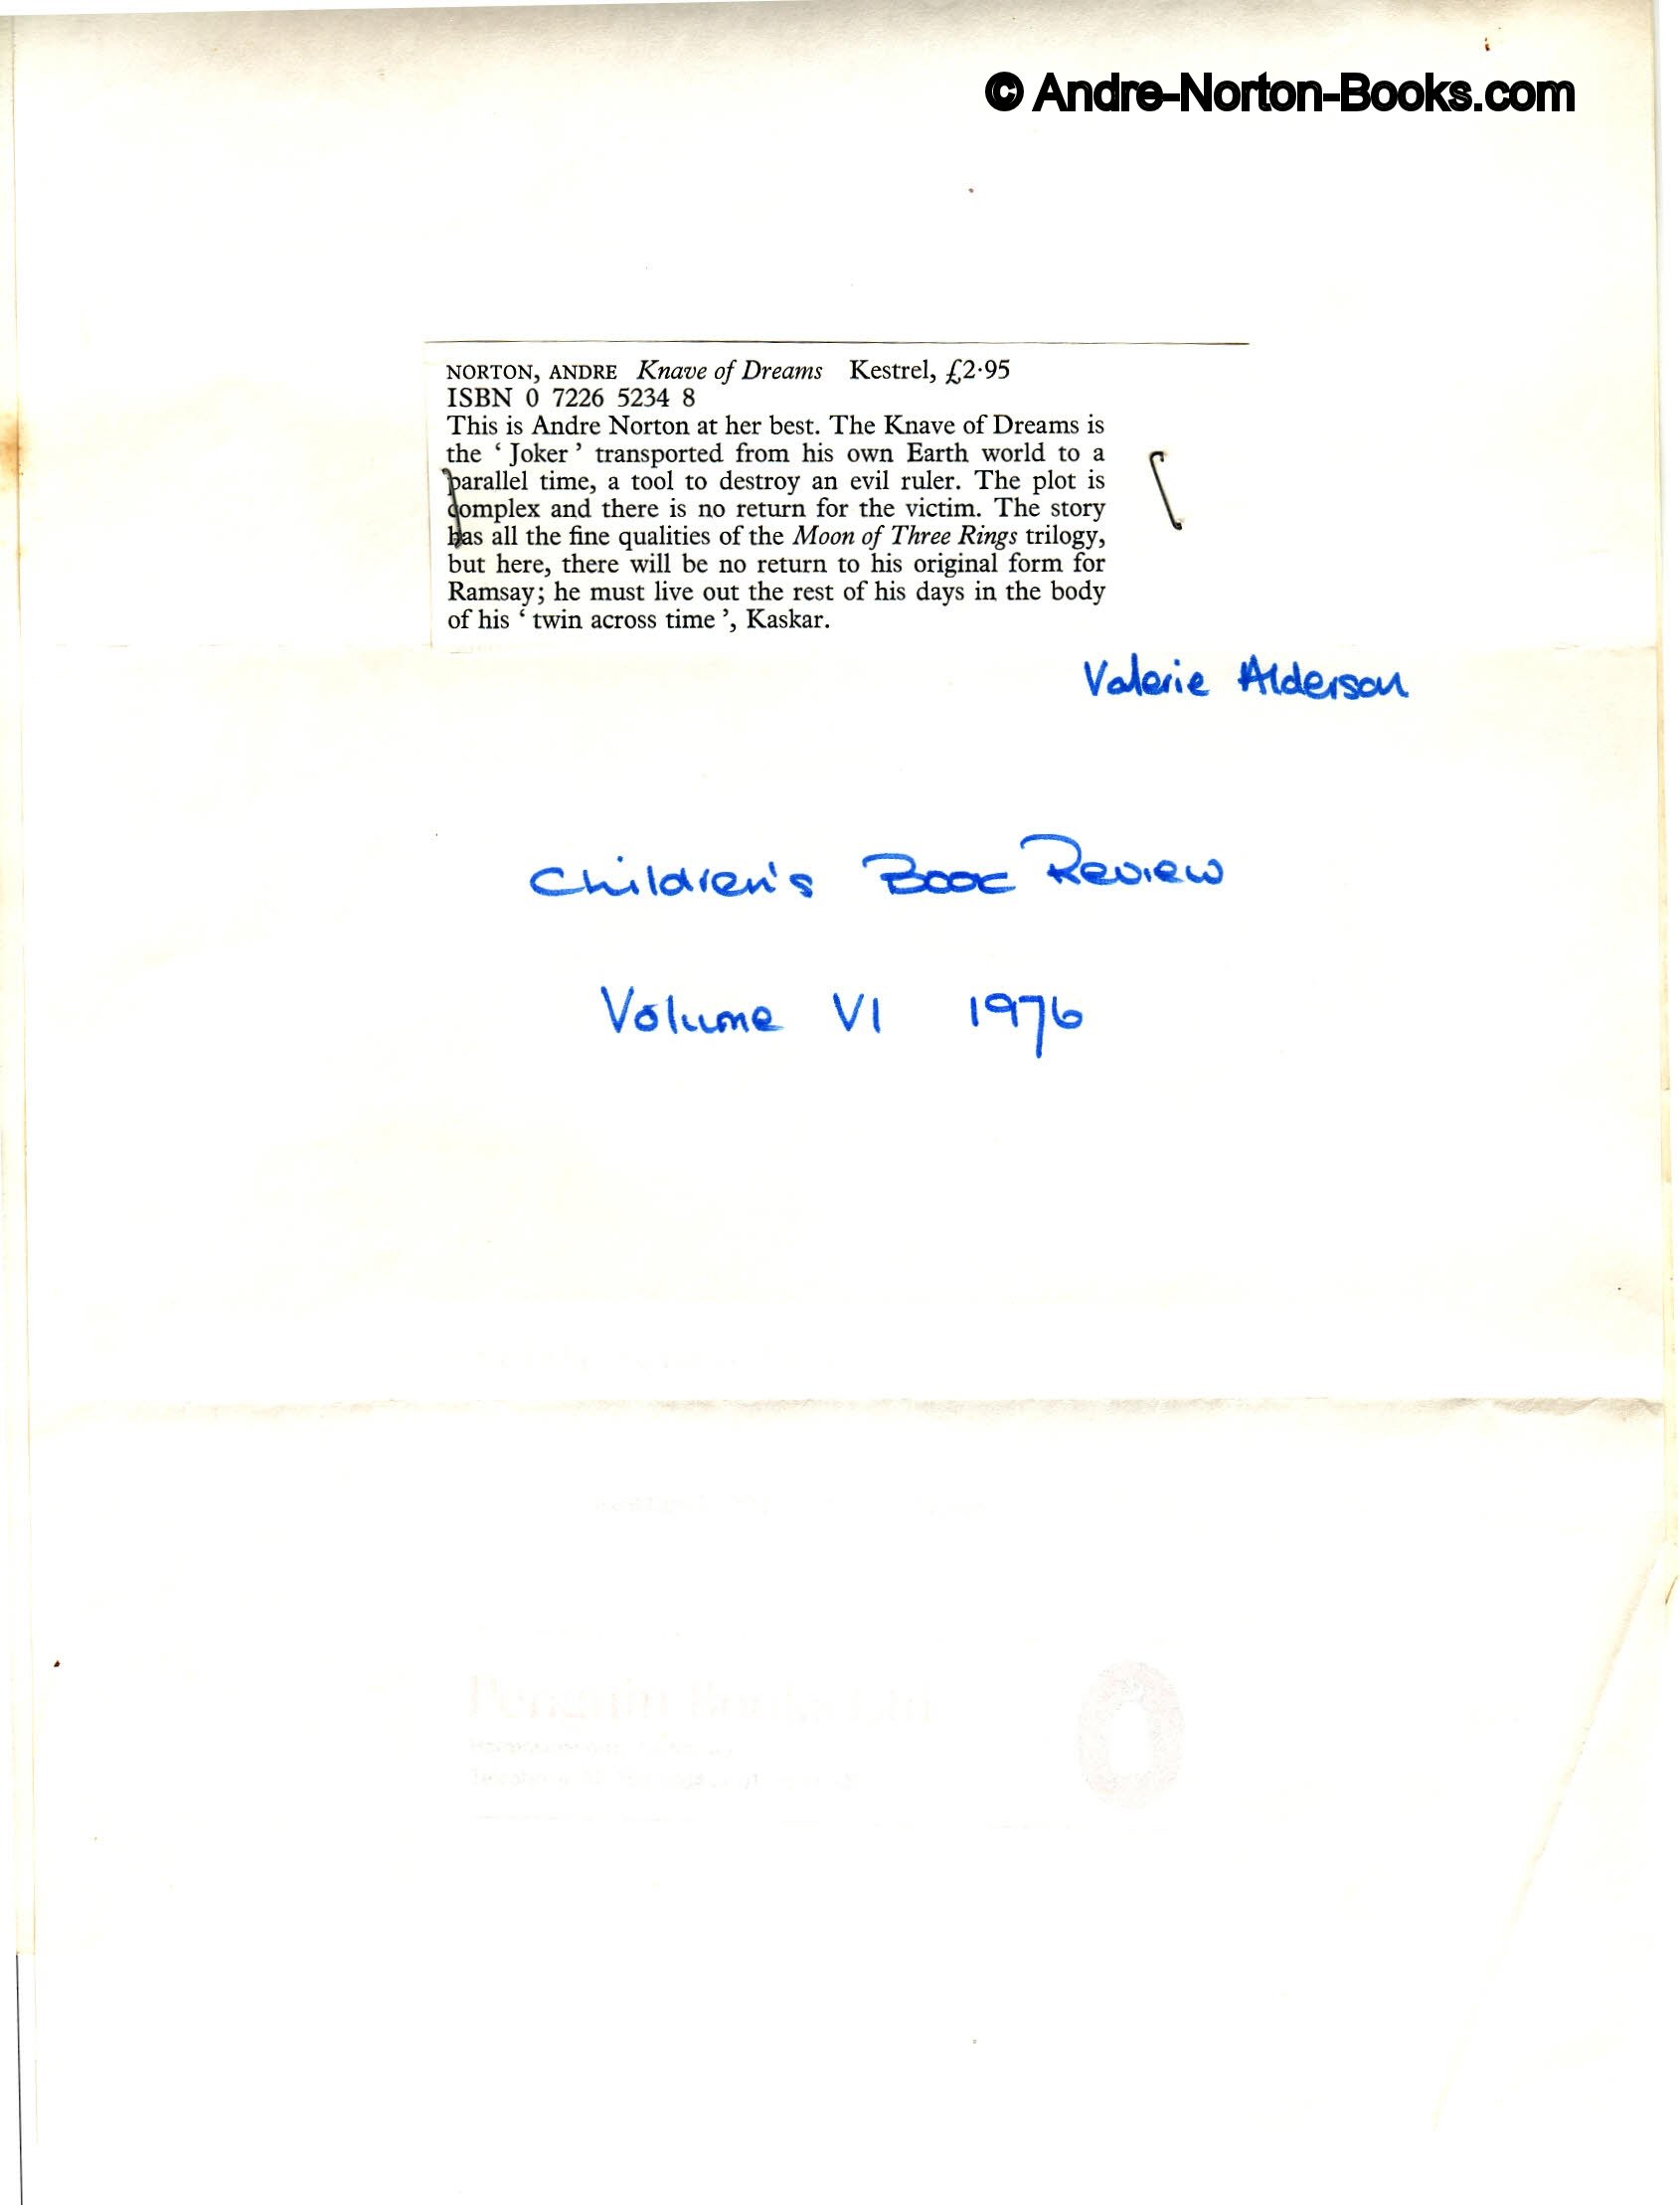 © Andre-Norton-Books.com
NORTON, ANDRE Knave of Dreams Kestrel, £2·95
ISBN 0 7226 5234 8
This is Andre Norton at her best. The Knave of Dreams is
the ‘ Joker ’ transported from his own Earth world to a
parallel time, a tool to destroy an evil ruler. The plot is
complex and there is no return for the victim. The story
has all the fine qualities of the Moon of Three Rings trilogy,
but here, there will be no return to his original form for
Ramsay; he must live out the rest of his days in the body
of his ‘ twin across time ’, Kaskar.
Valerie Alderson
Children's Book Review
Volume VI 1976
Penguin Books Ltd